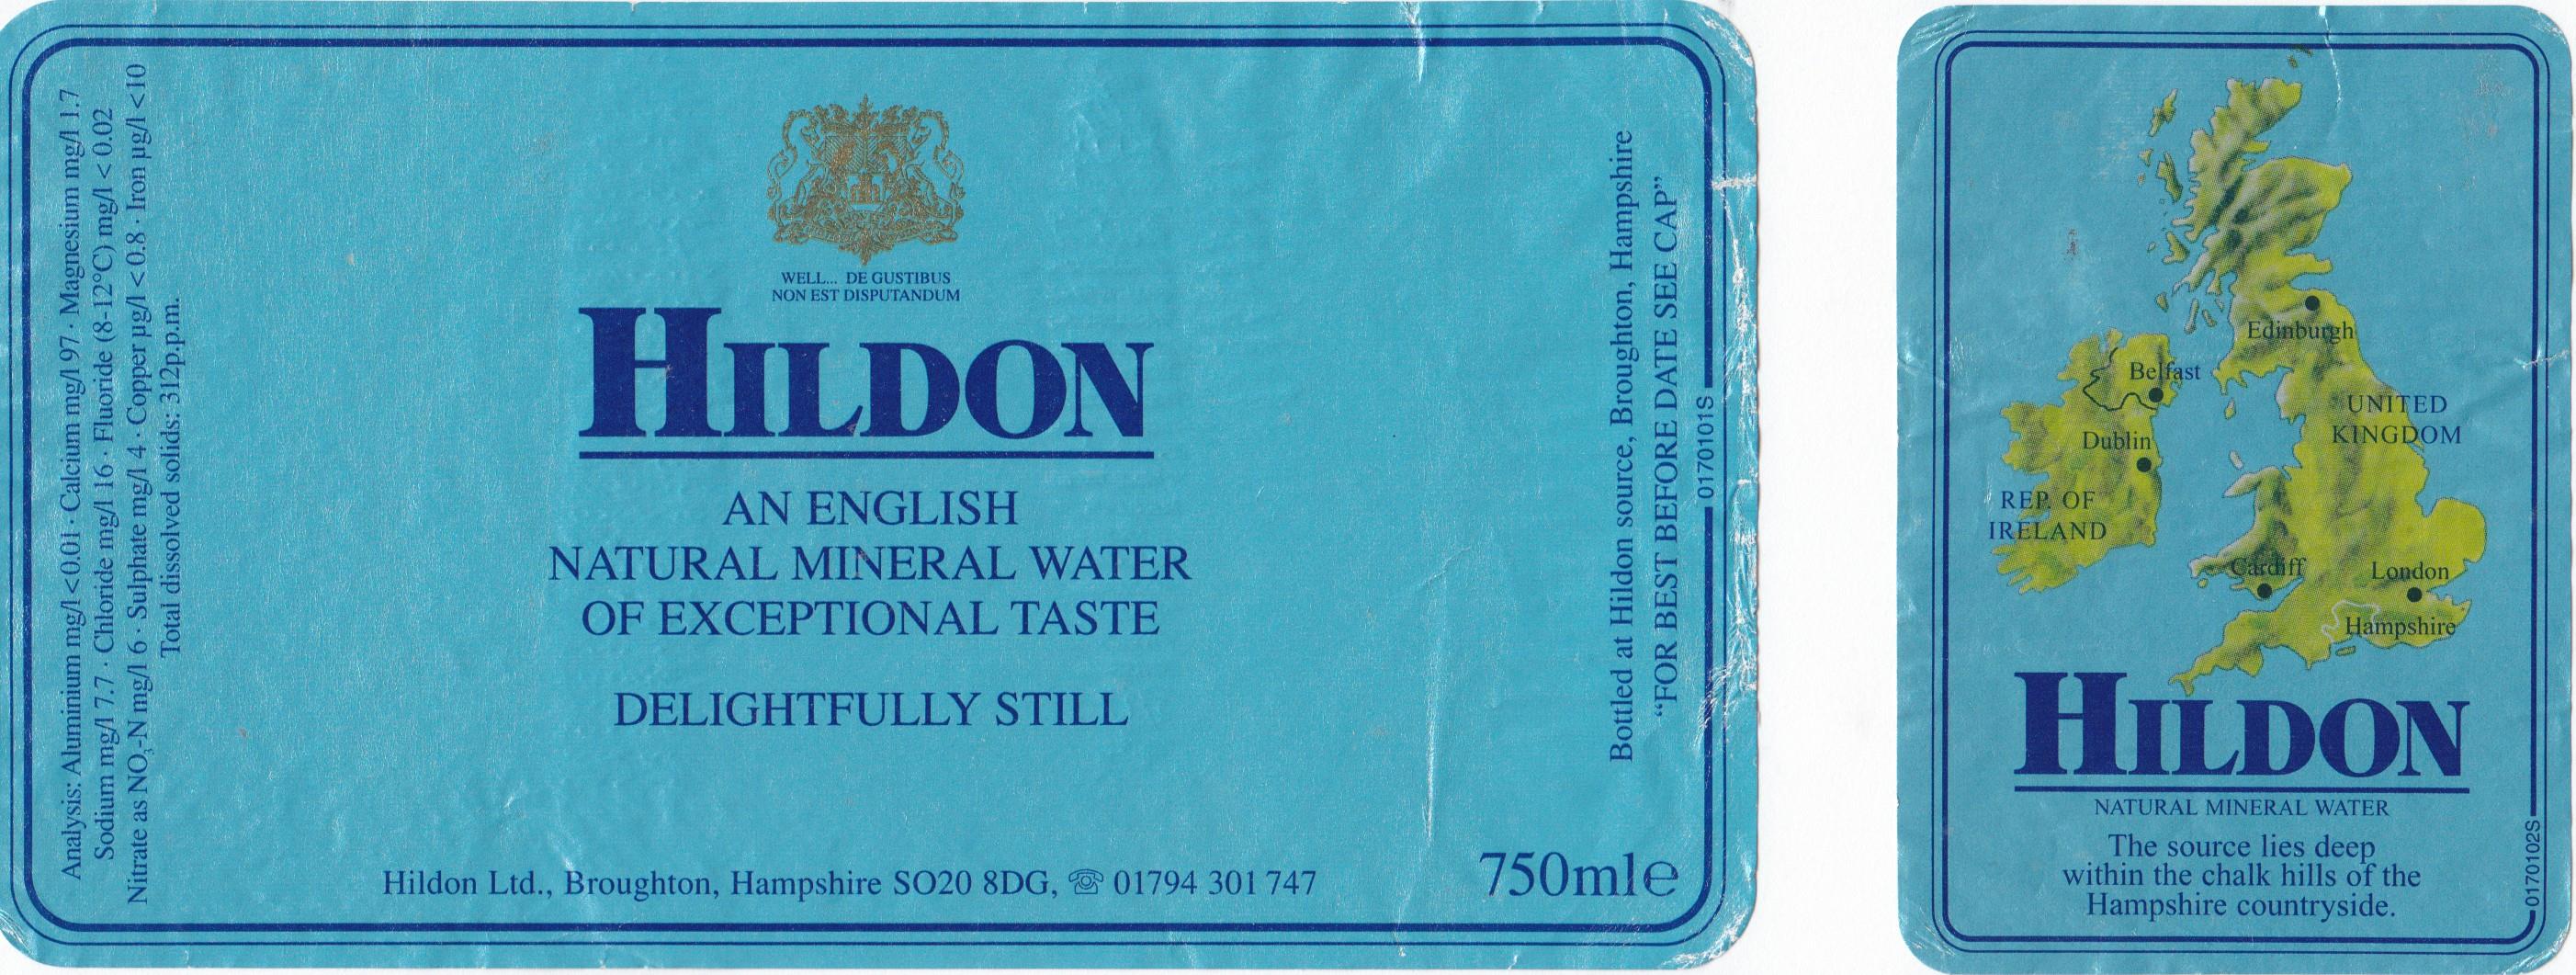 Analysis: Aluminium mg/l <0.01 · Calcium mg/l 97 · Magnesium mg/l 1.7
Sodium mg/l 7.7 · Chloride mg/l 16 · Fluoride (8-12°C) mg/l < 0.02
Nitrate as NO₃-N mg/l 6 · Sulphate mg/l 4 · Copper µg/l < 0.8 · Iron µg/l <10
Total dissolved solids: 312p.p.m.
WELL... DE GUSTIBUS
NON EST DISPUTANDUM
HILDON
AN ENGLISH
NATURAL MINERAL WATER
OF EXCEPTIONAL TASTE
DELIGHTFULLY STILL
Hildon Ltd., Broughton, Hampshire SO20 8DG, ☏ 01794 301 747
750ml℮
Bottled at Hildon source, Broughton, Hampshire
“FOR BEST BEFORE DATE SEE CAP”
0170101S
Edinburgh
Belfast
UNITED
KINGDOM
Dublin
REP. OF
IRELAND
Cardiff
London
Hampshire
HILDON
NATURAL MINERAL WATER
The source lies deep
within the chalk hills of the
Hampshire countryside.
0170102S